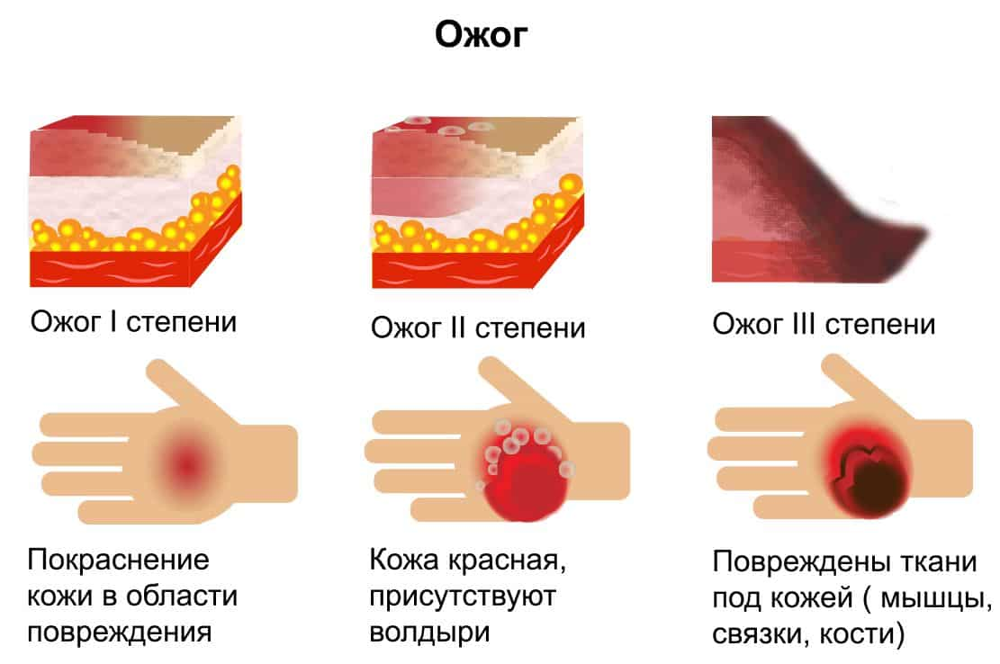 Ожог
Ожог I степени
Ожог II степени
Ожог III степени
Покраснение
кожи в области
повреждения
Кожа красная,
присутствуют
волдыри
Повреждены ткани
под кожей ( мышцы,
связки, кости)